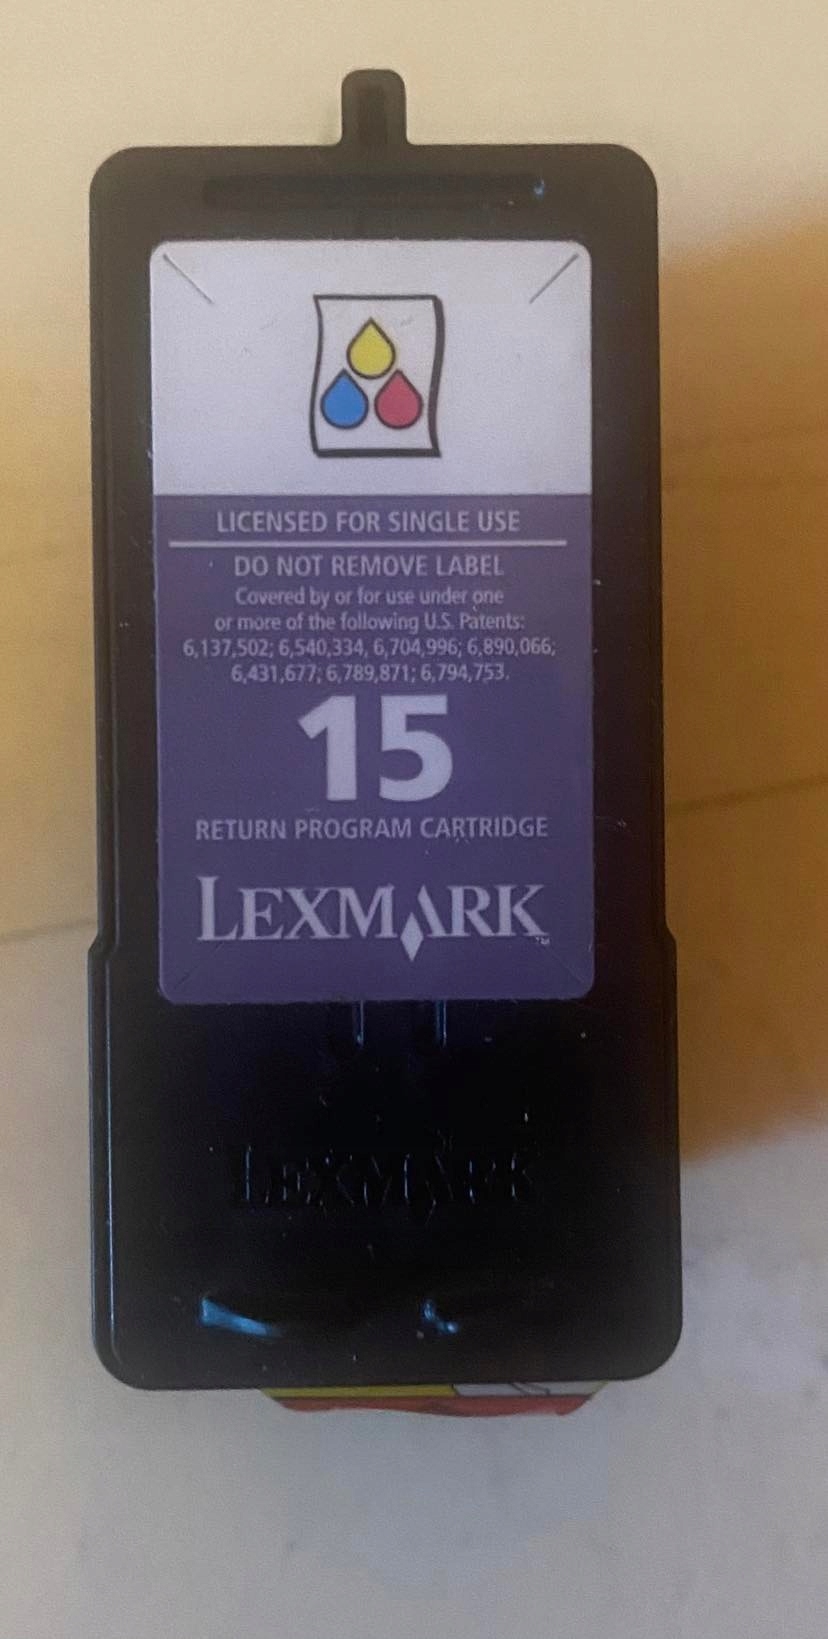 LICENSED FOR SINGLE USE
DO NOT REMOVE LABEL
Covered by or for use under one
or more of the following U.S. Patents:
6,137,502; 6,540,334, 6,704,996; 6,890,066;
6,431,677; 6,789,871; 6,794,753.
15
RETURN PROGRAM CARTRIDGE
LEXMARK™
LEXMARK